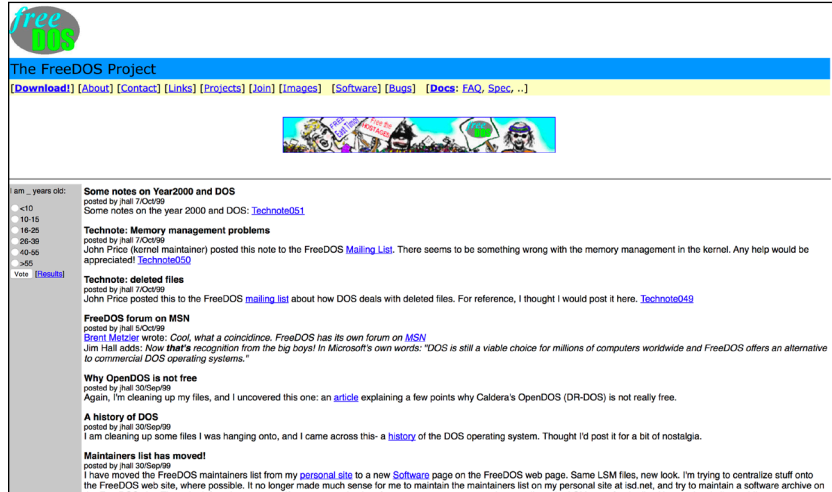 free
DOS
The FreeDOS Project
[Download!] [About] [Contact] [Links] [Projects] [Join] [Images] [Software] [Bugs] [Docs: FAQ, Spec, ..]
FREE East Timor
Free the HOSTAGES
free DOS
I am _ years old:
<10
10-15
16-25
26-39
40-55
>55
Vote [Results]
Some notes on Year2000 and DOS
posted by jhall 7/Oct/99
Some notes on the year 2000 and DOS: Technote051
Technote: Memory management problems
posted by jhall 7/Oct/99
John Price (kernel maintainer) posted this note to the FreeDOS Mailing List. There seems to be something wrong with the memory management in the kernel. Any help would be
appreciated! Technote050
Technote: deleted files
posted by jhall 7/Oct/99
John Price posted this to the FreeDOS mailing list about how DOS deals with deleted files. For reference, I thought I would post it here. Technote049
FreeDOS forum on MSN
posted by jhall 5/Oct/99
Brent Metzler wrote: Cool, what a coincidince. FreeDOS has its own forum on MSN
Jim Hall adds: Now that's recognition from the big boys! In Microsoft's own words: "DOS is still a viable choice for millions of computers worldwide and FreeDOS offers an alternative
to commercial DOS operating systems."
Why OpenDOS is not free
posted by jhall 30/Sep/99
Again, I'm cleaning up my files, and I uncovered this one: an article explaining a few points why Caldera's OpenDOS (DR-DOS) is not really free.
A history of DOS
posted by jhall 30/Sep/99
I am cleaning up some files I was hanging onto, and I came across this- a history of the DOS operating system. Thought I'd post it for a bit of nostalgia.
Maintainers list has moved!
posted by jhall 30/Sep/99
I have moved the FreeDOS maintainers list from my personal site to a new Software page on the FreeDOS web page. Same LSM files, new look. I'm trying to centralize stuff onto
the FreeDOS web site, where possible. It no longer made much sense for me to maintain the maintainers list on my personal site at isd.net, and try to maintain a software archive on